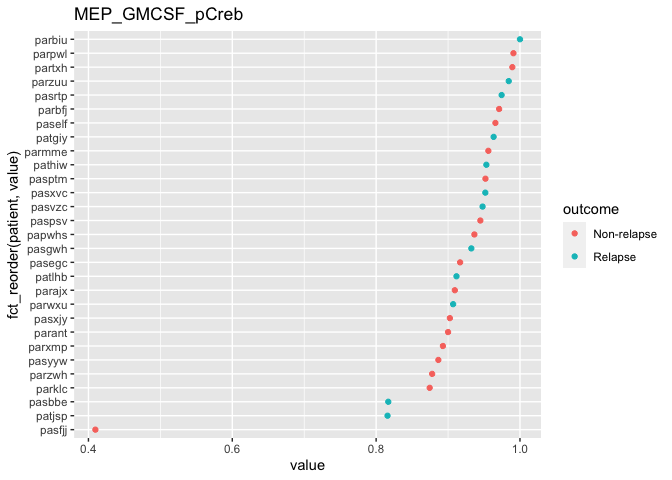 MEP_GMCSF_pCreb
fct_reorder(patient, value)
parbiu
parpwl
partxh
parzuu
pasrtp
parbfj
paself
patgiy
parmme
pathiw
pasptm
pasxvc
pasvzc
paspsv
papwhs
pasgwh
pasegc
patlhb
parajx
parwxu
pasxjy
parant
parxmp
pasyyw
parzwh
parklc
pasbbe
patjsp
pasfjj
0.4 0.6 0.8 1.0
value
outcome
Non-relapse
Relapse